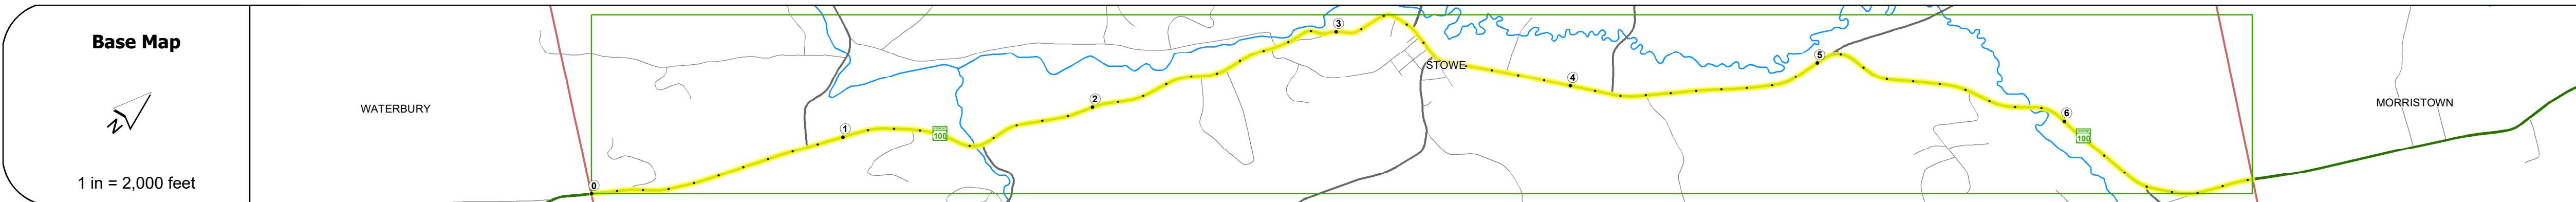 Base Map
N
1 in = 2,000 feet
WATERBURY
0
1
100
2
3
STOWE
4
5
6
100
MORRISTOWN